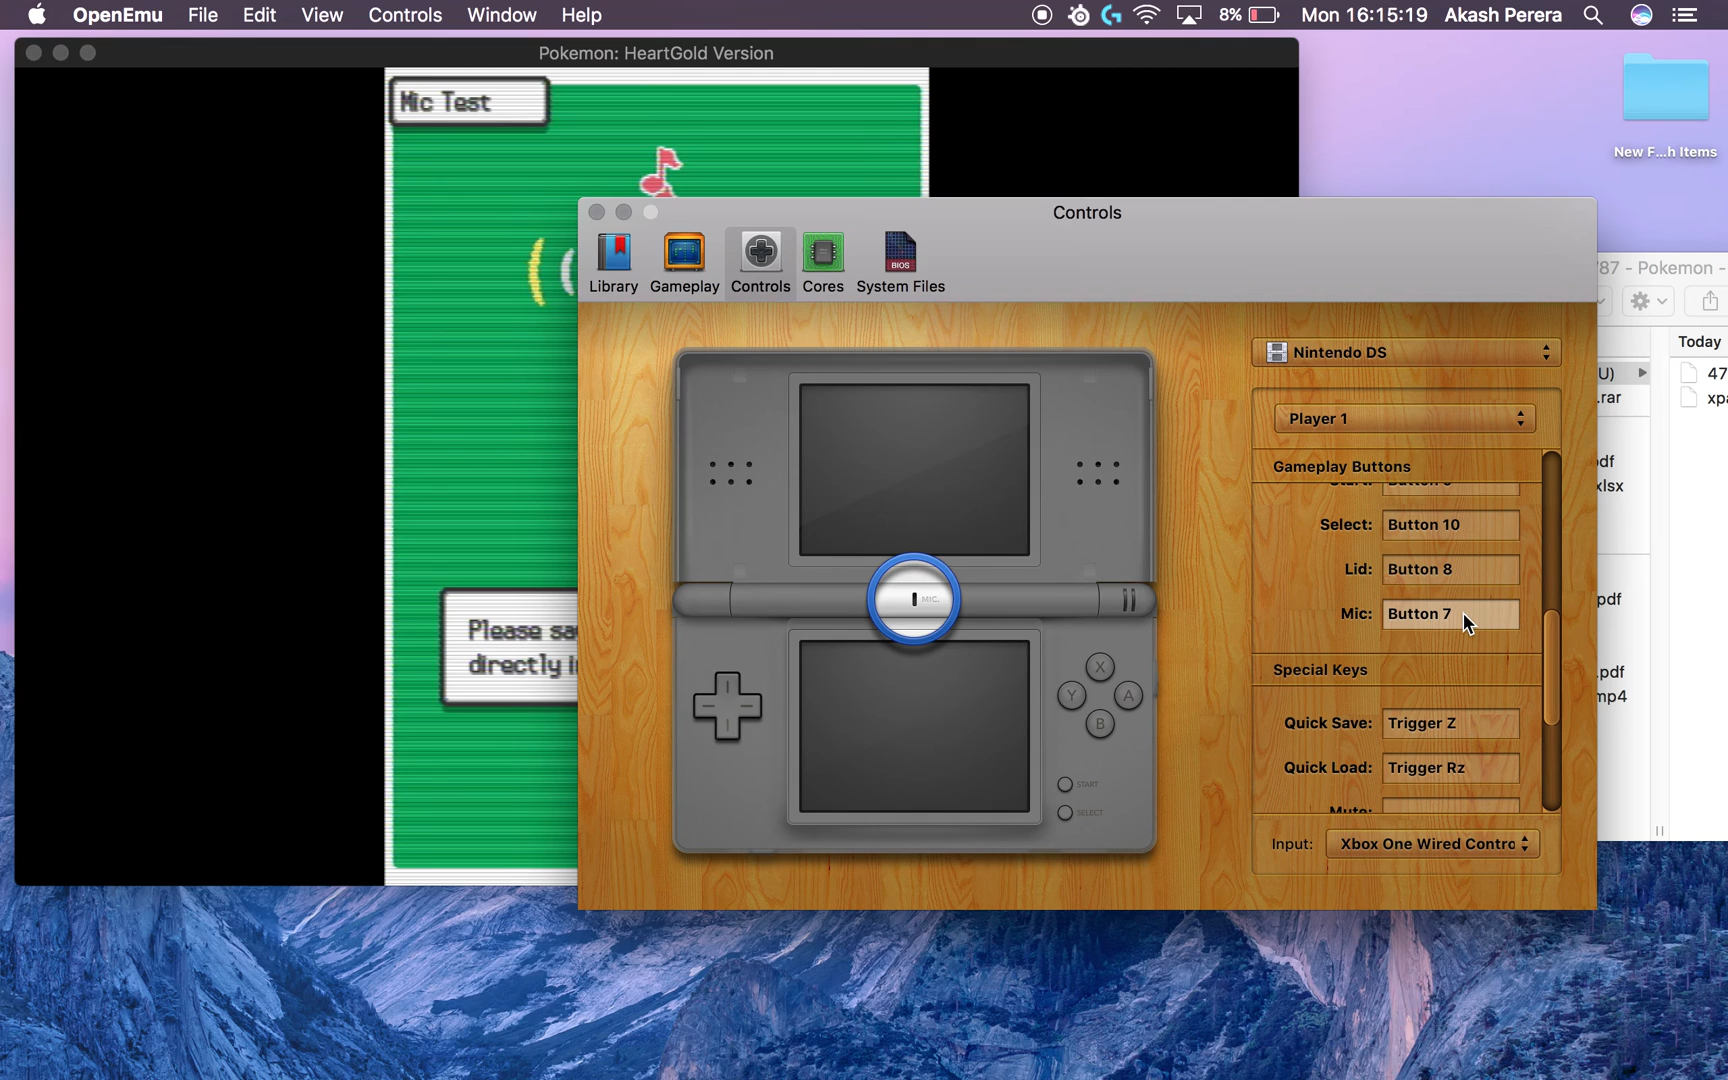 OpenEmu File Edit View Controls Window Help 8% Mon 16:15:19 Akash Perera
Pokemon: HeartGold Version
Mic Test
New F...h Items
Controls
87 - Pokemon -
Library Gameplay Controls Cores System Files
BIOS
Today
Nintendo DS
U)
47
.rar
xpa
Player 1
Gameplay Buttons
df
xlsx
Select: Button 10
Lid: Button 8
MIC.
pdf
Mic: Button 7
Please sa
directly i
Special Keys
X
Y
A
B
.pdf
mp4
Quick Save: Trigger Z
Quick Load: Trigger Rz
START
SELECT
Mute:
Input: Xbox One Wired Contro